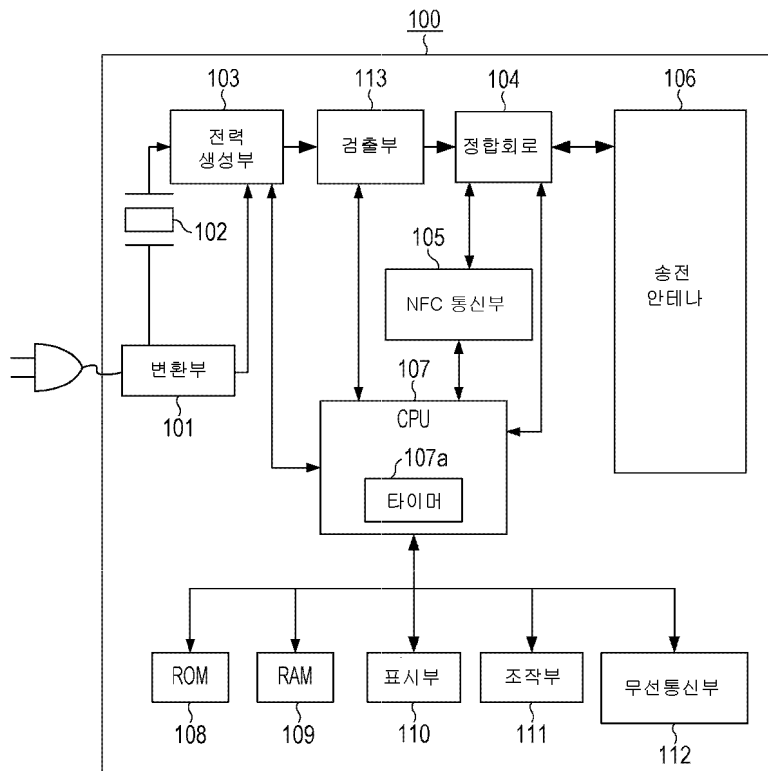 100
103
113
104
106
전력
생성부
검출부
정합회로
102
105
NFC 통신부
송전
안테나
변환부
101
107
CPU
107a
타이머
ROM
RAM
표시부
조작부
무선통신부
108
109
110
111
112